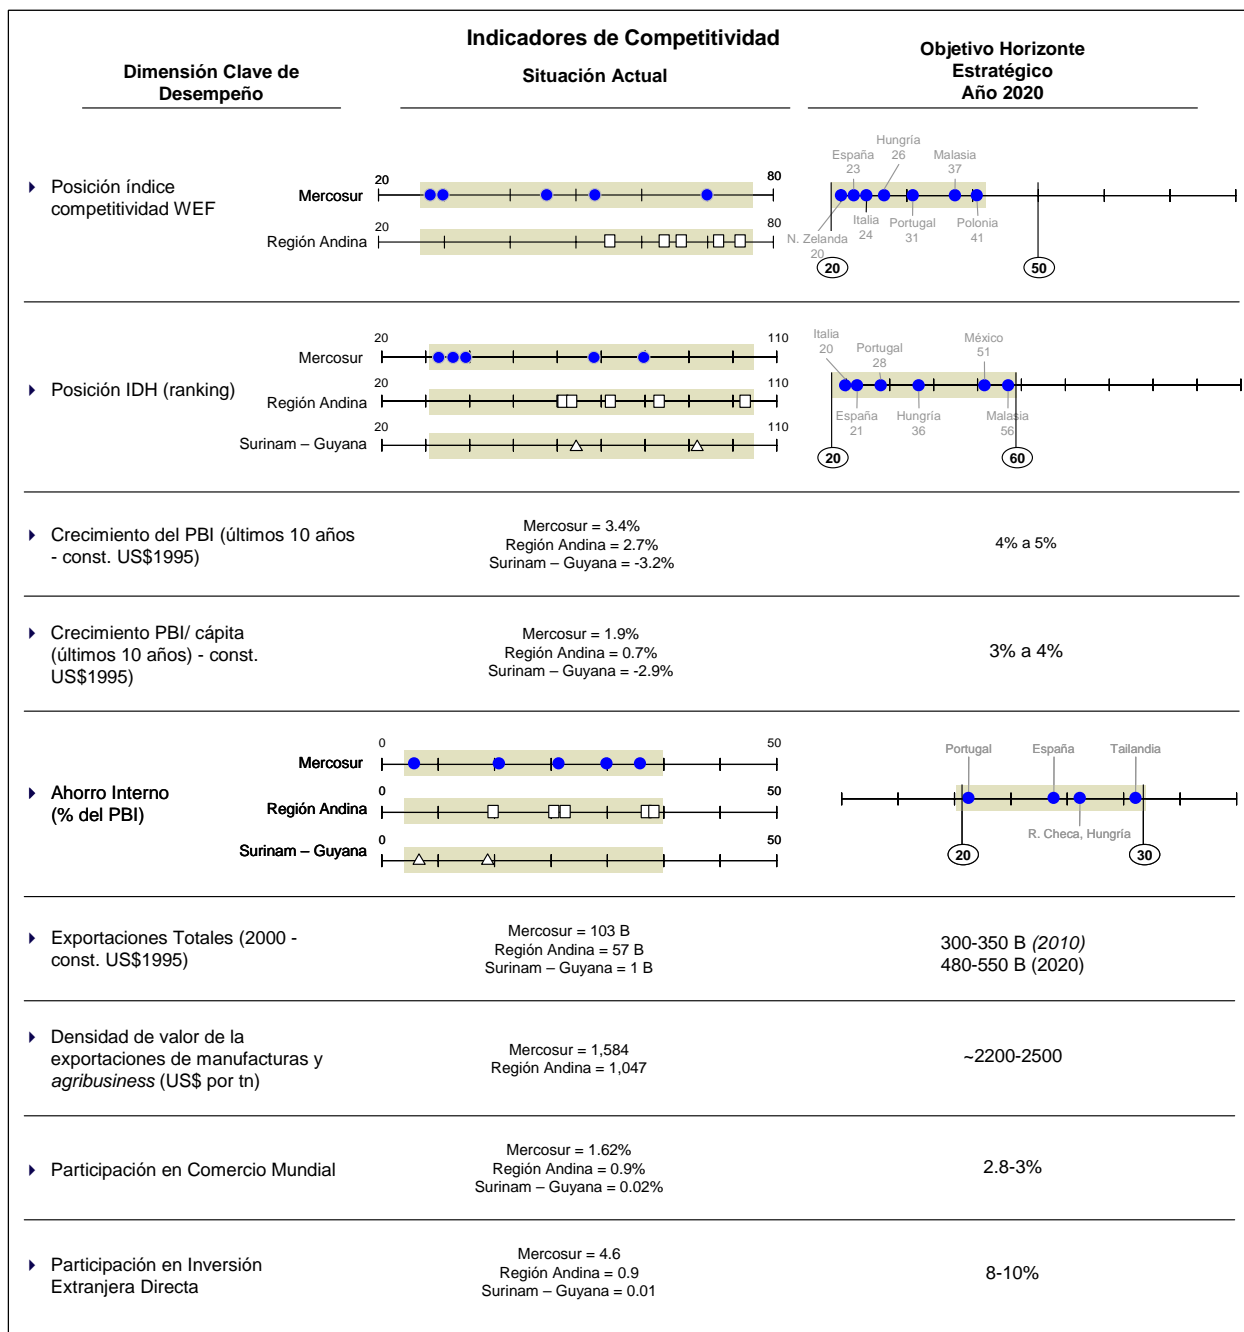 Indicadores de Competitividad
Dimensión Clave de
Desempeño
Situación Actual
Objetivo Horizonte
Estratégico
Año 2020
Posición índice
competitividad WEF
Mercosur
20
80
Región Andina
20
80
Hungría
26
España
23
Malasia
37
N. Zelanda
20
Italia
24
Portugal
31
Polonia
41
20
50
Posición IDH (ranking)
Mercosur
20
110
Región Andina
20
110
Surinam – Guyana
20
110
Italia
20
Portugal
28
México
51
España
21
Hungría
36
Malasia
56
20
60
Crecimiento del PBI (últimos 10 años
- const. US$1995)
Mercosur = 3.4%
Región Andina = 2.7%
Surinam – Guyana = -3.2%
4% a 5%
Crecimiento PBI/ cápita
(últimos 10 años) - const.
US$1995)
Mercosur = 1.9%
Región Andina = 0.7%
Surinam – Guyana = -2.9%
3% a 4%
Ahorro Interno
(% del PBI)
Mercosur
0
50
Región Andina
0
50
Surinam – Guyana
0
50
Portugal
España
Tailandia
R. Checa, Hungría
20
30
Exportaciones Totales (2000 -
const. US$1995)
Mercosur = 103 B
Región Andina = 57 B
Surinam – Guyana = 1 B
300-350 B (2010)
480-550 B (2020)
Densidad de valor de la
exportaciones de manufacturas y
agribusiness (US$ por tn)
Mercosur = 1,584
Región Andina = 1,047
~2200-2500
Participación en Comercio Mundial
Mercosur = 1.62%
Región Andina = 0.9%
Surinam – Guyana = 0.02%
2.8-3%
Participación en Inversión
Extranjera Directa
Mercosur = 4.6
Región Andina = 0.9
Surinam – Guyana = 0.01
8-10%